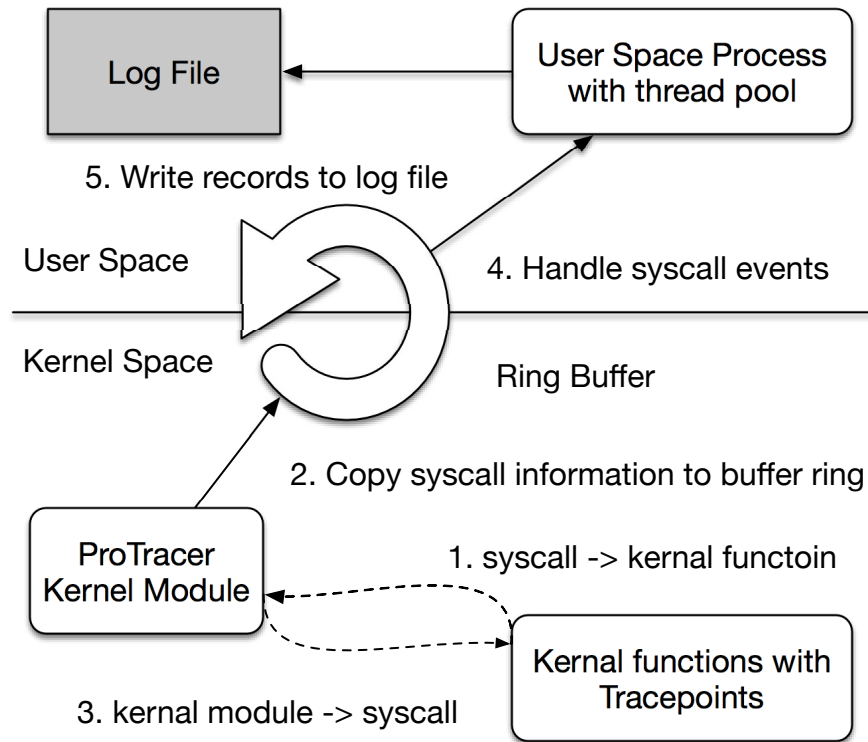 Log File
User Space Process
with thread pool
5. Write records to log file
User Space
4. Handle syscall events
Kernel Space
Ring Buffer
2. Copy syscall information to buffer ring
ProTracer
Kernel Module
1. syscall -> kernal functoin
Kernal functions with
Tracepoints
3. kernal module -> syscall